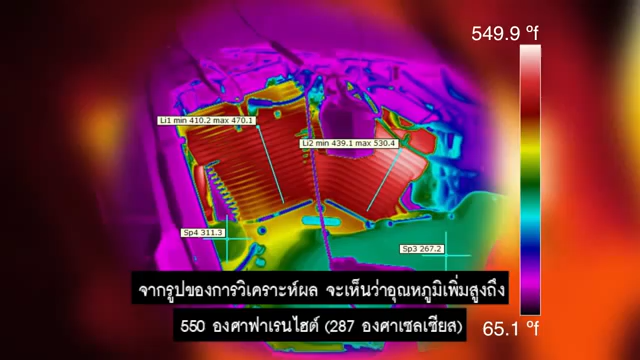 549.9 ºf
Li1 min 410.2 max 470.1
Li2 min 439.1 max 530.4
Sp4 311.3
Sp3 267.2
จากรูปของการวิเคราะห์ผล จะเห็นว่าอุณหภูมิเพิ่มสูงถึง
550 องศาฟาเรนไฮต์ (287 องศาเซลเซียส)
65.1 ºf